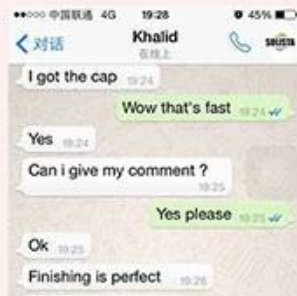 中国联通 4G 19:28 45%
对话 Khalid
在线上 SOLISTA
I got the cap 19:24
Wow that's fast 19:24
Yes 19:24
Can i give my comment ?
19:25
Yes please 19:25
Ok 19:25
Finishing is perfect 19:26